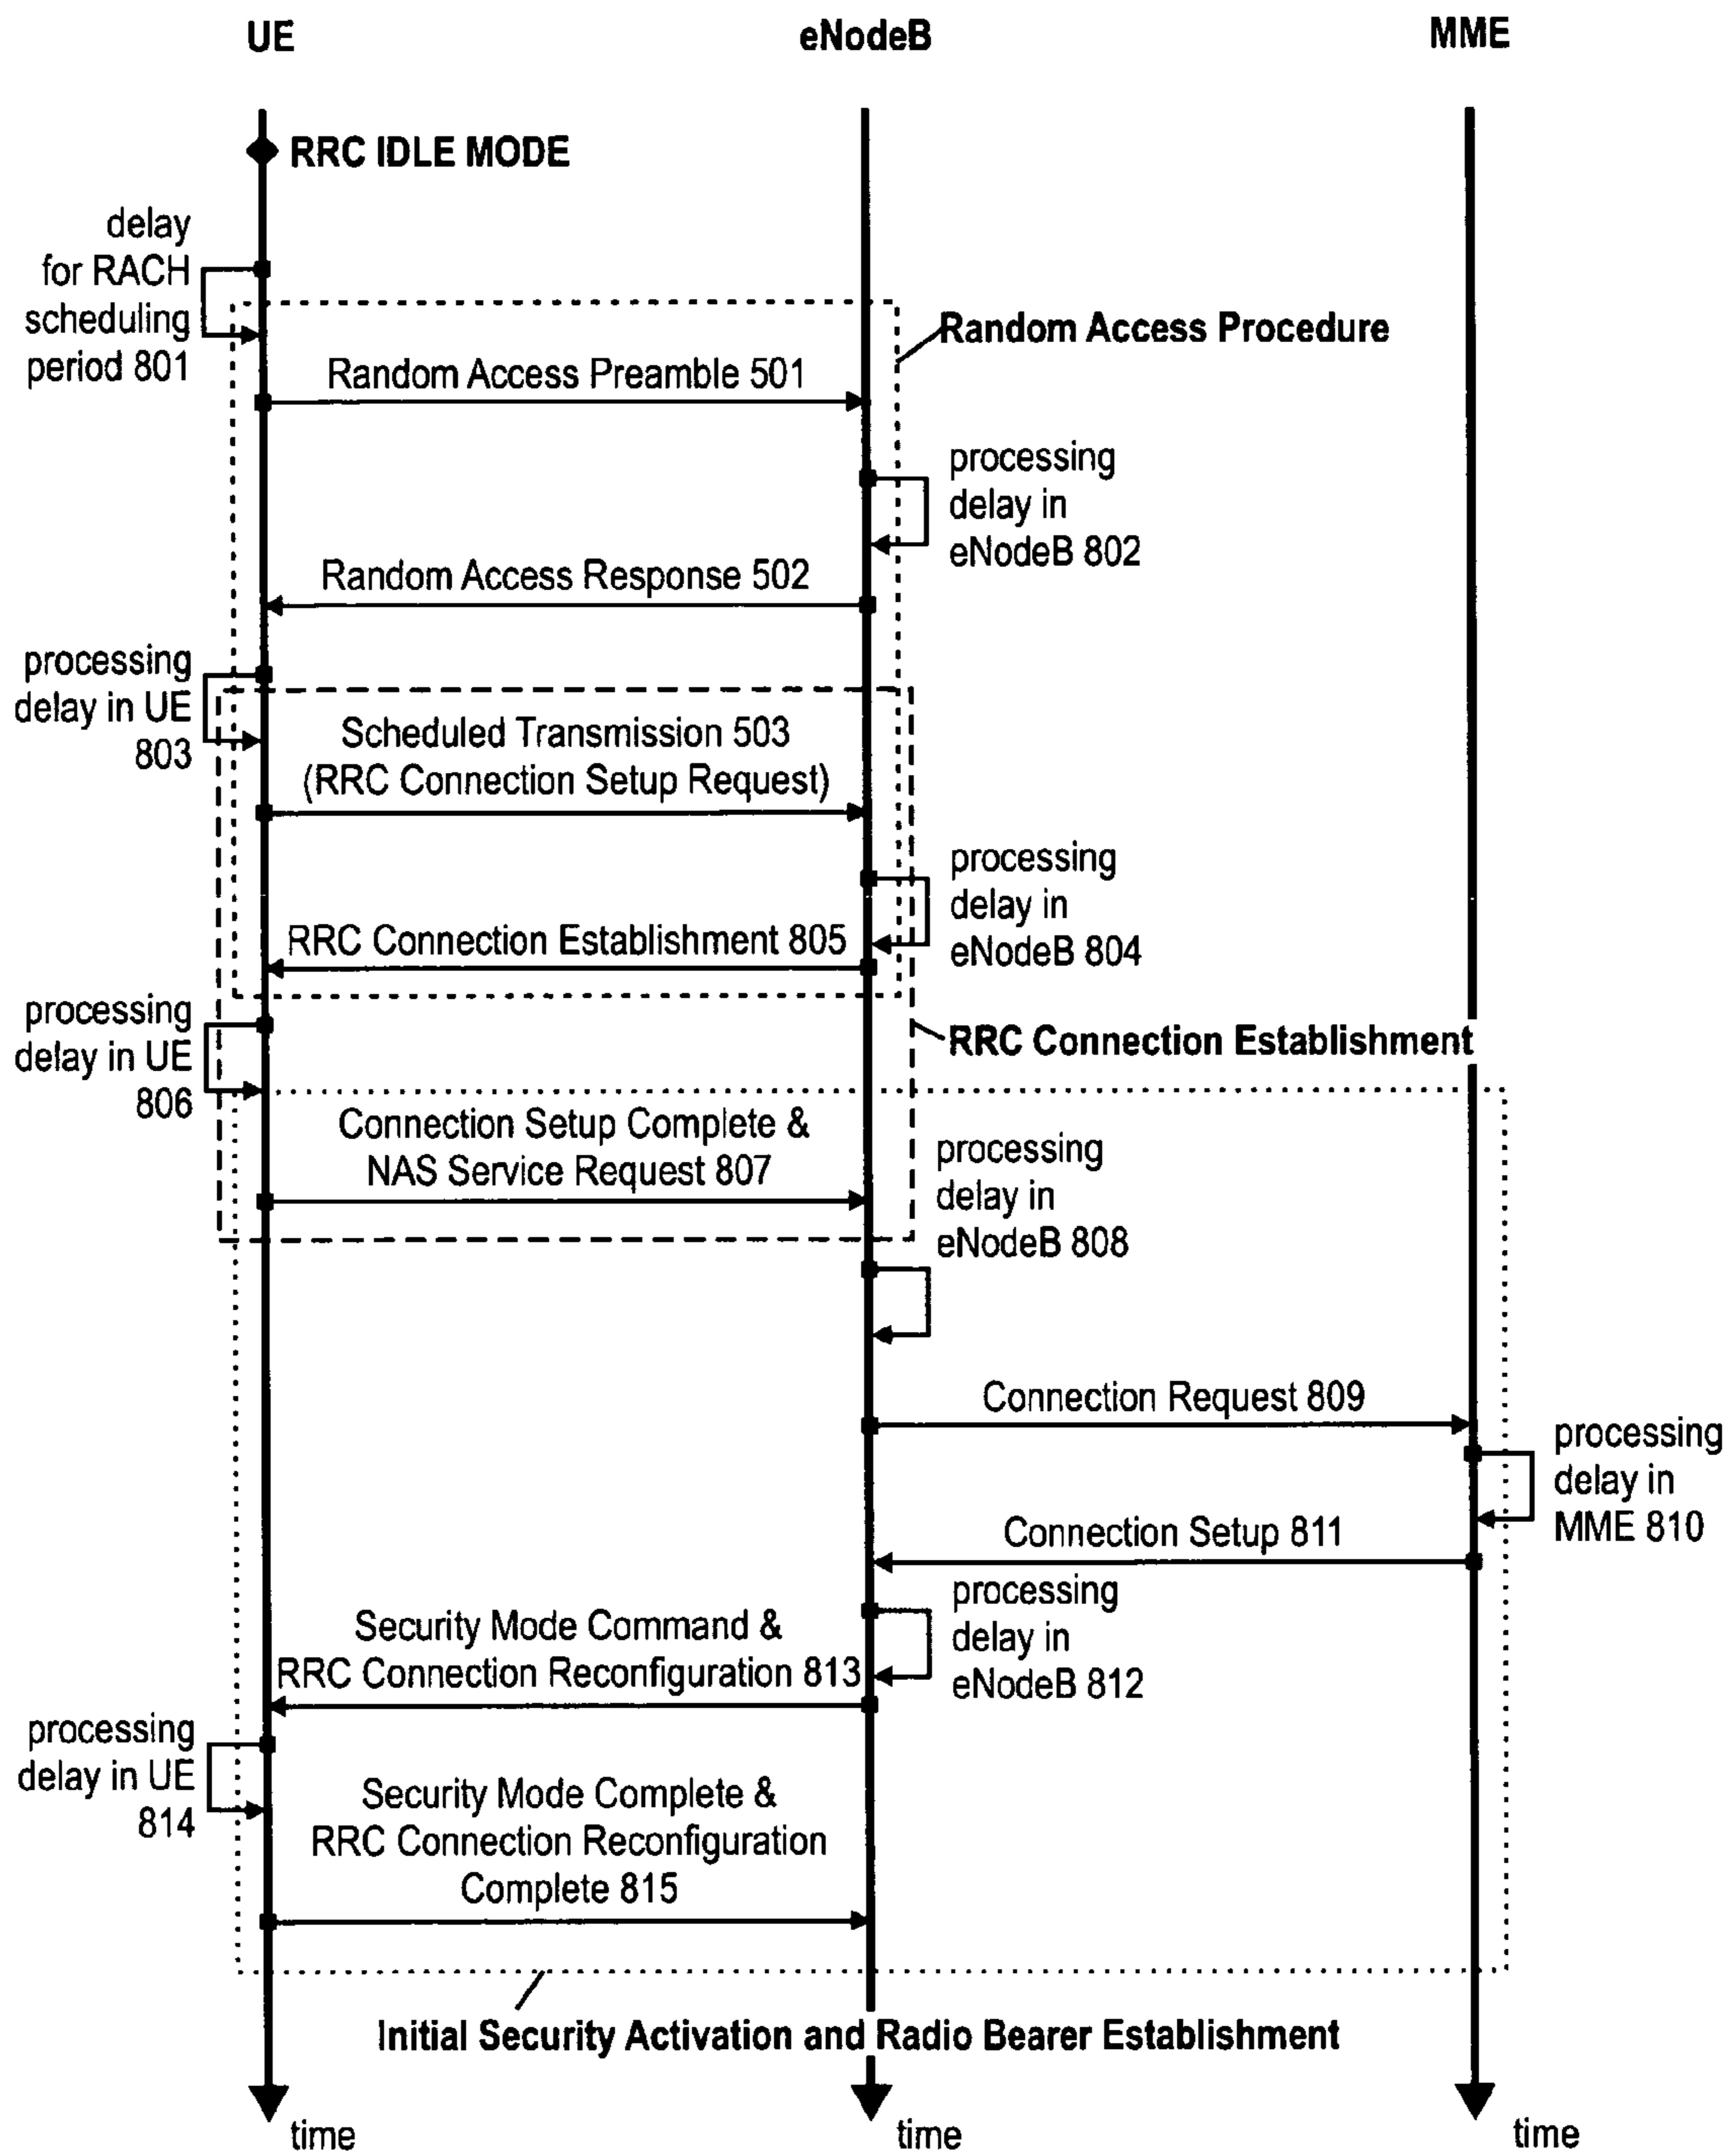 UE
eNodeB
MME
RRC IDLE MODE
delay
for RACH
scheduling
period 801
Random Access Procedure
Random Access Preamble 501
processing
delay in
eNodeB 802
Random Access Response 502
processing
delay in UE
803
Scheduled Transmission 503
(RRC Connection Setup Request)
processing
delay in
eNodeB 804
RRC Connection Establishment 805
processing
delay in UE
806
RRC Connection Establishment
Connection Setup Complete &
NAS Service Request 807
processing
delay in
eNodeB 808
Connection Request 809
processing
delay in
MME 810
Connection Setup 811
processing
delay in
eNodeB 812
Security Mode Command &
RRC Connection Reconfiguration 813
processing
delay in UE
814
Security Mode Complete &
RRC Connection Reconfiguration
Complete 815
Initial Security Activation and Radio Bearer Establishment
time
time
time